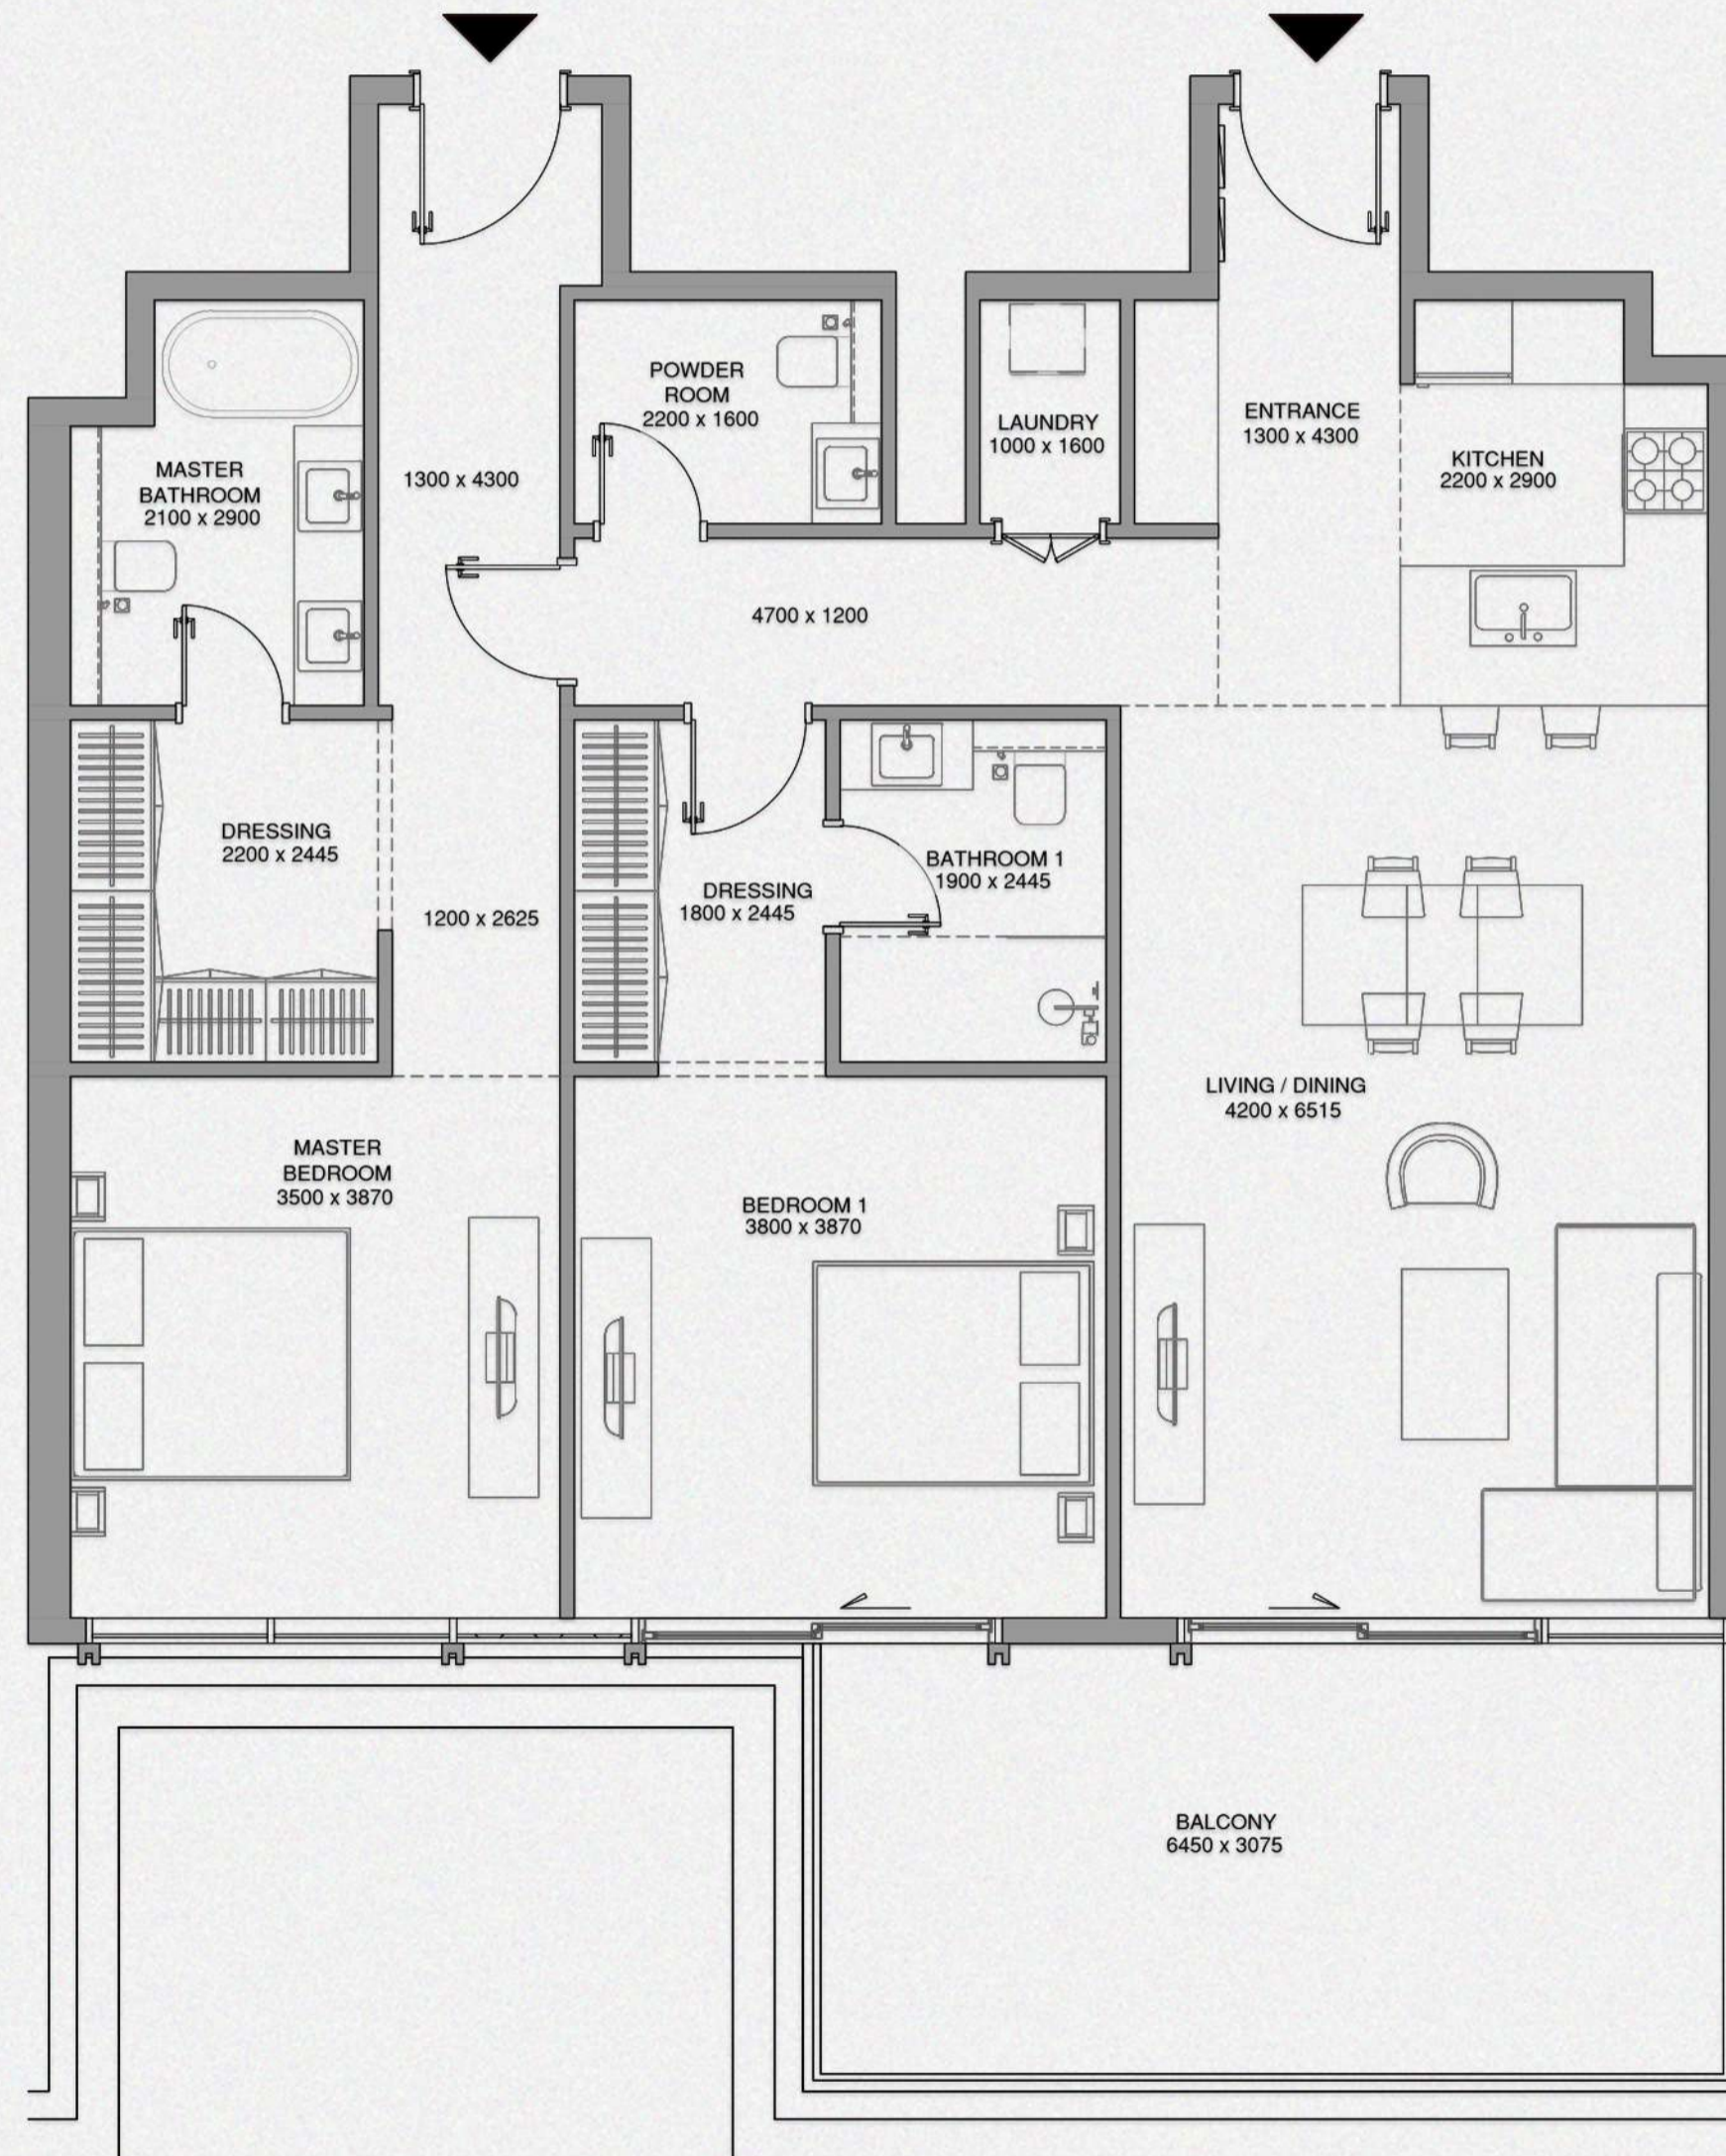 POWDER
ROOM
2200 x 1600
LAUNDRY
1000 x 1600
ENTRANCE
1300 x 4300
KITCHEN
2200 x 2900
MASTER
BATHROOM
2100 x 2900
1300 x 4300
4700 x 1200
DRESSING
2200 x 2445
1200 x 2625
DRESSING
1800 x 2445
BATHROOM 1
1900 x 2445
LIVING / DINING
4200 x 6515
MASTER
BEDROOM
3500 x 3870
BEDROOM 1
3800 x 3870
BALCONY
6450 x 3075